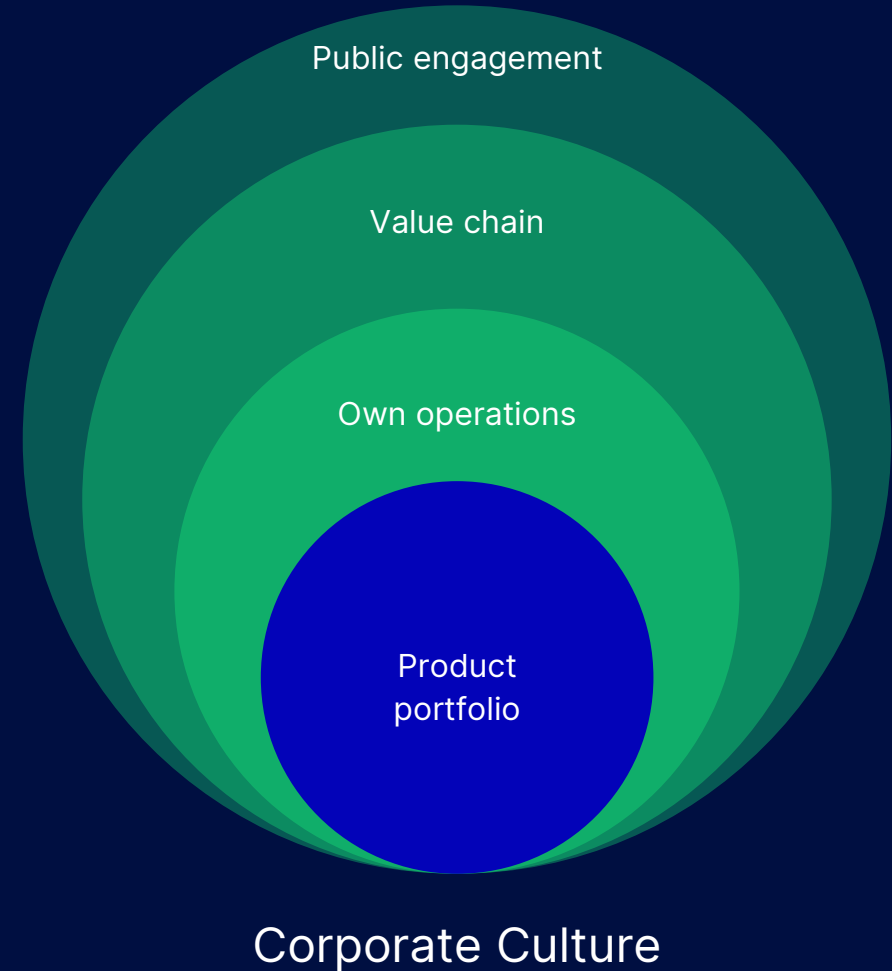 Public engagement
Value chain
Own operations
Product
portfolio
Corporate Culture